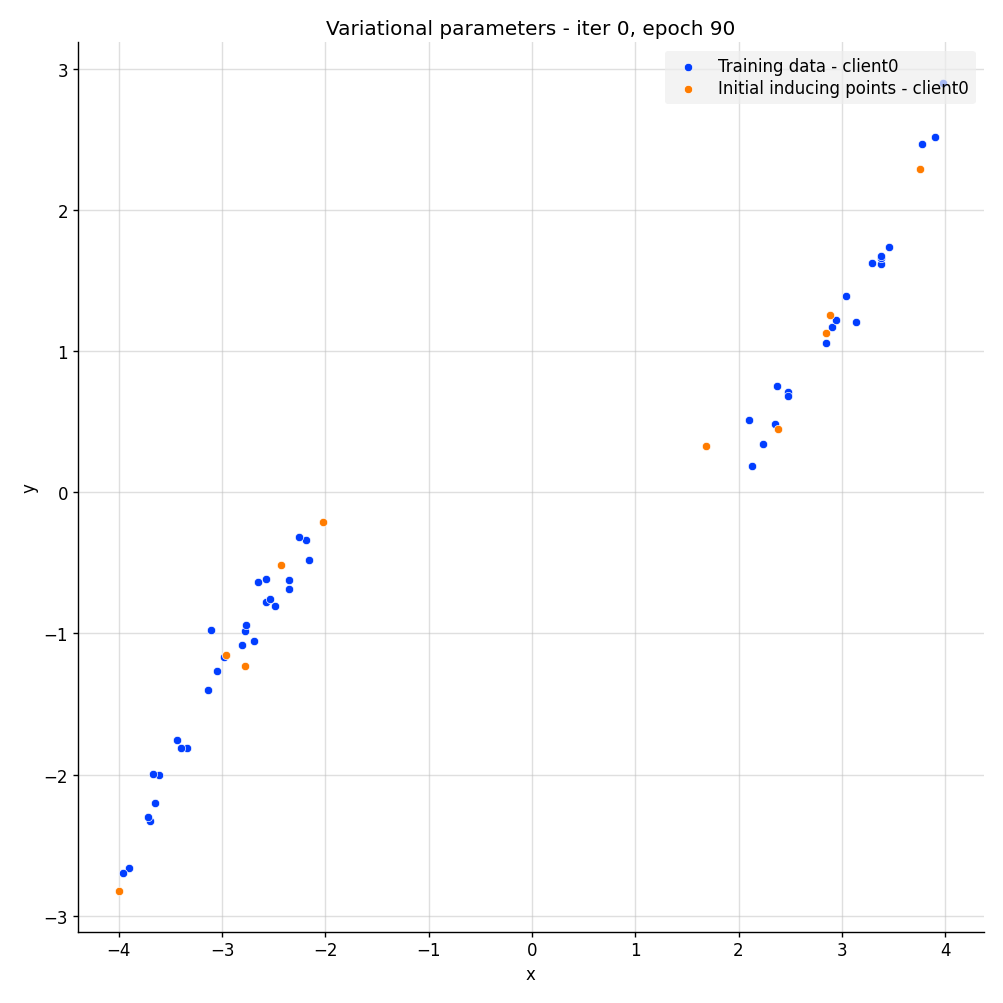 Variational parameters - iter 0, epoch 90
Training data - client0
Initial inducing points - client0
3
2
1
0
−1
−2
−3
y
−4 −3 −2 −1 0 1 2 3 4
x